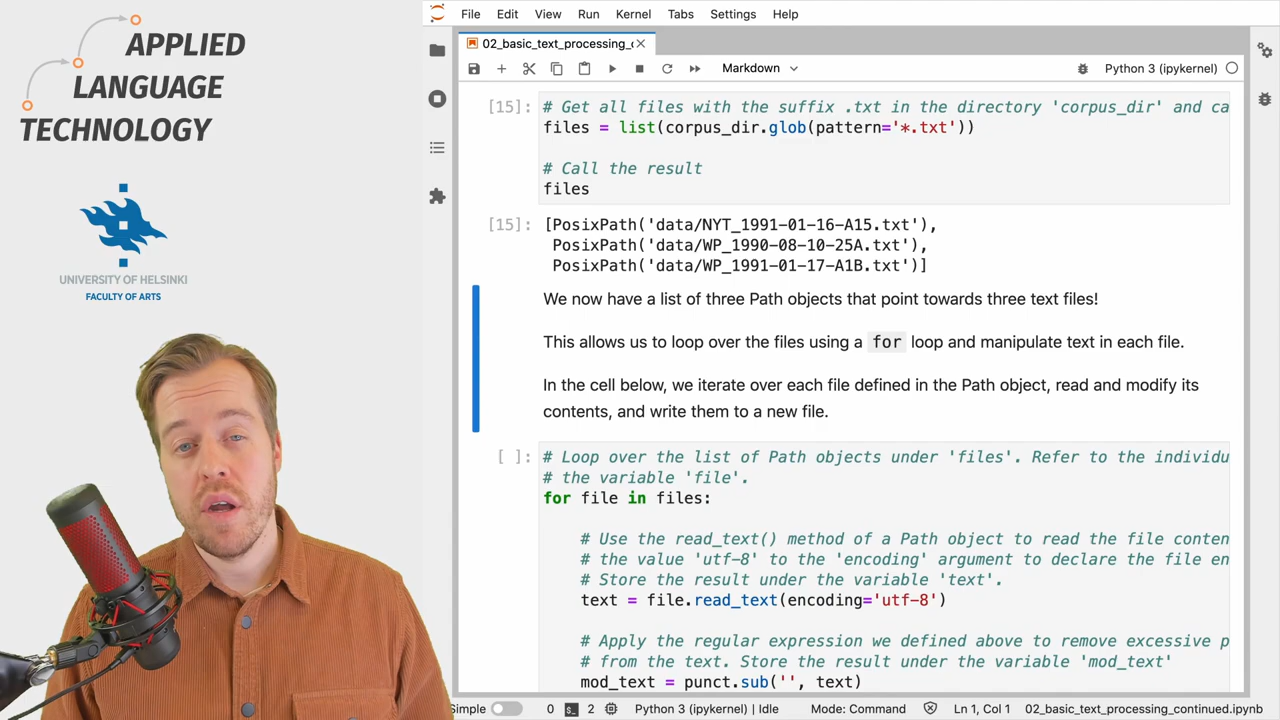 APPLIED
LANGUAGE
TECHNOLOGY
UNIVERSITY OF HELSINKI
FACULTY OF ARTS
File Edit View Run Kernel Tabs Settings Help
02_basic_text_processing_
Markdown
Python 3 (ipykernel)
[15]:
# Get all files with the suffix .txt in the directory 'corpus_dir' and ca
files = list(corpus_dir.glob(pattern='*.txt'))
# Call the result
files
[15]:
[PosixPath('data/NYT_1991-01-16-A15.txt'),
PosixPath('data/WP_1990-08-10-25A.txt'),
PosixPath('data/WP_1991-01-17-A1B.txt')]
We now have a list of three Path objects that point towards three text files!
This allows us to loop over the files using a for loop and manipulate text in each file.
In the cell below, we iterate over each file defined in the Path object, read and modify its
contents, and write them to a new file.
[ ]:
# Loop over the list of Path objects under 'files'. Refer to the individu
# the variable 'file'.
for file in files:
# Use the read_text() method of a Path object to read the file conten
# the value 'utf-8' to the 'encoding' argument to declare the file en
# Store the result under the variable 'text'.
text = file.read_text(encoding='utf-8')
# Apply the regular expression we defined above to remove excessive p
# from the text. Store the result under the variable 'mod_text'
mod_text = punct.sub('', text)
Simple 0 2 Python 3 (ipykernel) | Idle Mode: Command Ln 1, Col 1 02_basic_text_processing_continued.ipynb